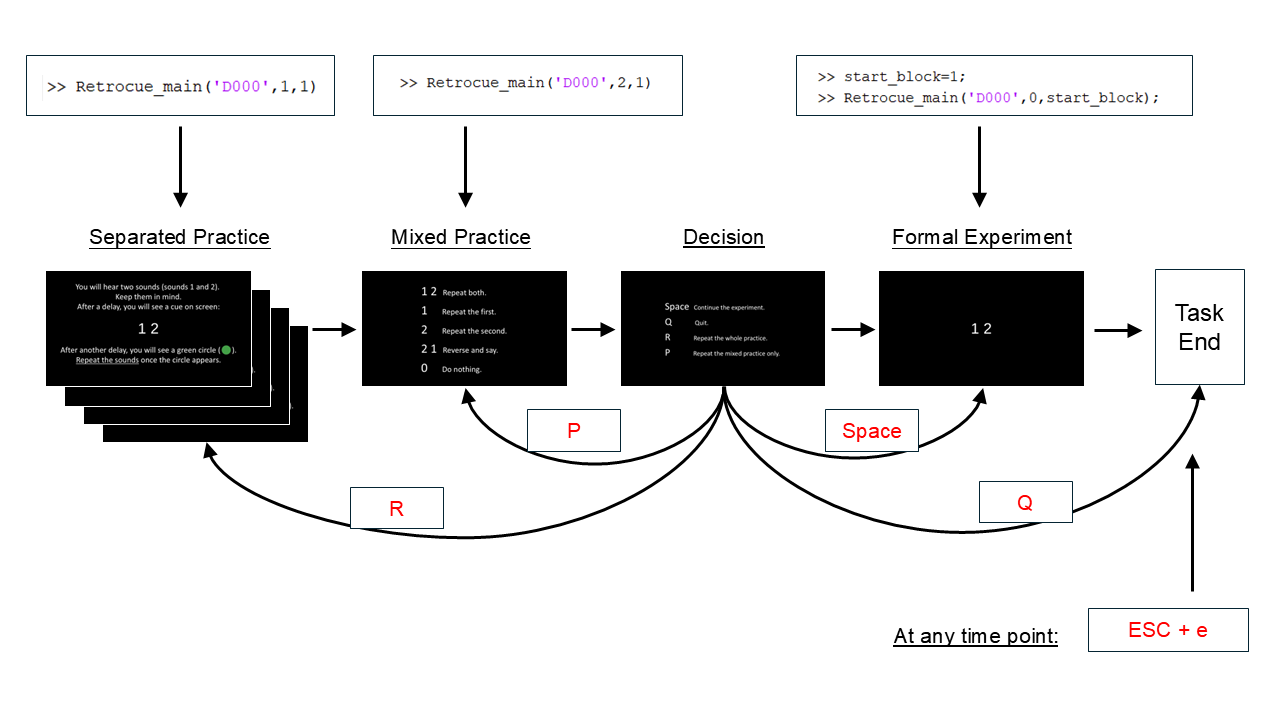 >> Retrocue_main('D000',1,1)
>> Retrocue_main('D000',2,1)
>> start_block=1;
>> Retrocue_main('D000',0,start_block);
Separated Practice
Mixed Practice
Decision
Formal Experiment
You will hear two sounds (sounds 1 and 2).
Keep them in mind.
After a delay, you will see a cue on screen:
1 2
After another delay, you will see a green circle ( ).
Repeat the sounds once the circle appears.
).
).
).
1 2 Repeat both.
1 Repeat the first.
2 Repeat the second.
2 1 Reverse and say.
0 Do nothing.
Space Continue the experiment.
Q Quit.
R Repeat the whole practice.
P Repeat the mixed practice only.
1 2
Task
End
P
Space
R
Q
At any time point:
ESC + e